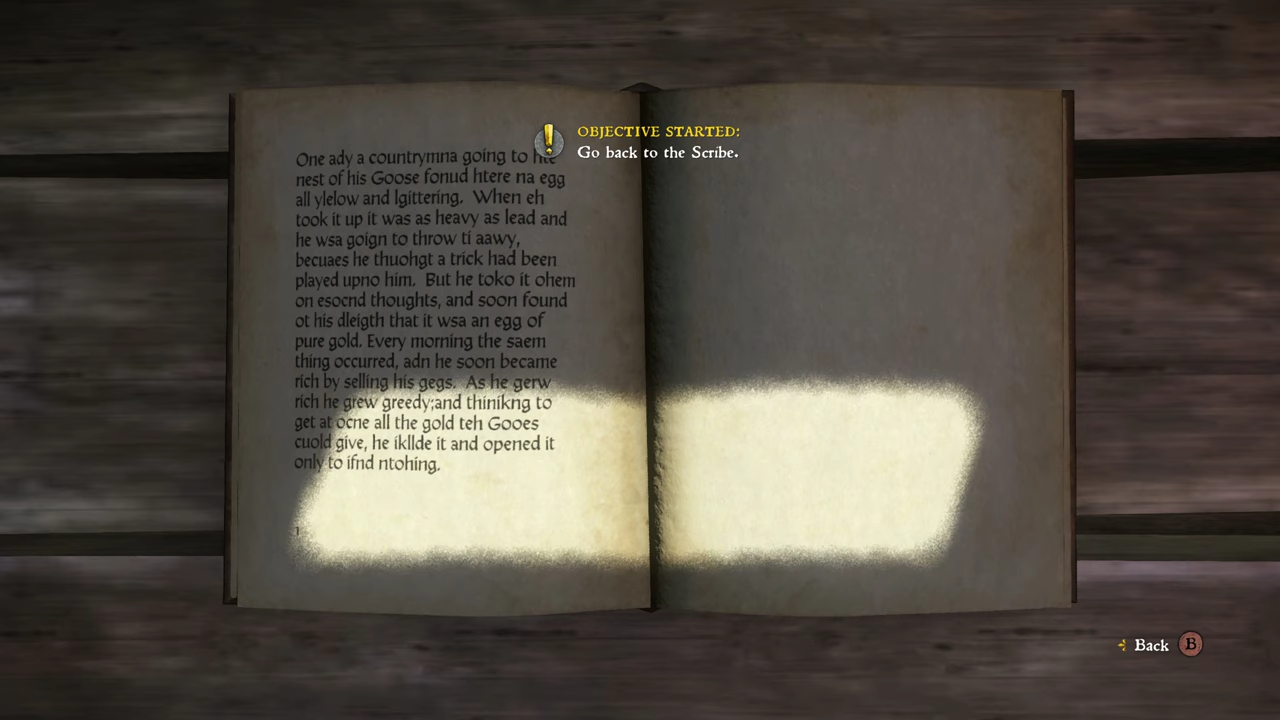 OBJECTIVE STARTED:
Go back to the Scribe.
One ady a countrymna going to hte
nest of his Goose fonud htere na egg
all ylelow and lgittering. When eh
took it up it was as heavy as lead and
he wsa goign to throw ti aawy,
becuaes he thuohgt a trick had been
played upno him. But he toko it ohem
on esocnd thoughts, and soon found
ot his dleigth that it wsa an egg of
pure gold. Every morning the saem
thing occurred, adn he soon became
rich by selling his gegs. As he gerw
rich he grew greedy;and thinikng to
get at ocne all the gold teh Gooes
cuold give, he ikllde it and opened it
only to ifnd ntohing.
1
Back B